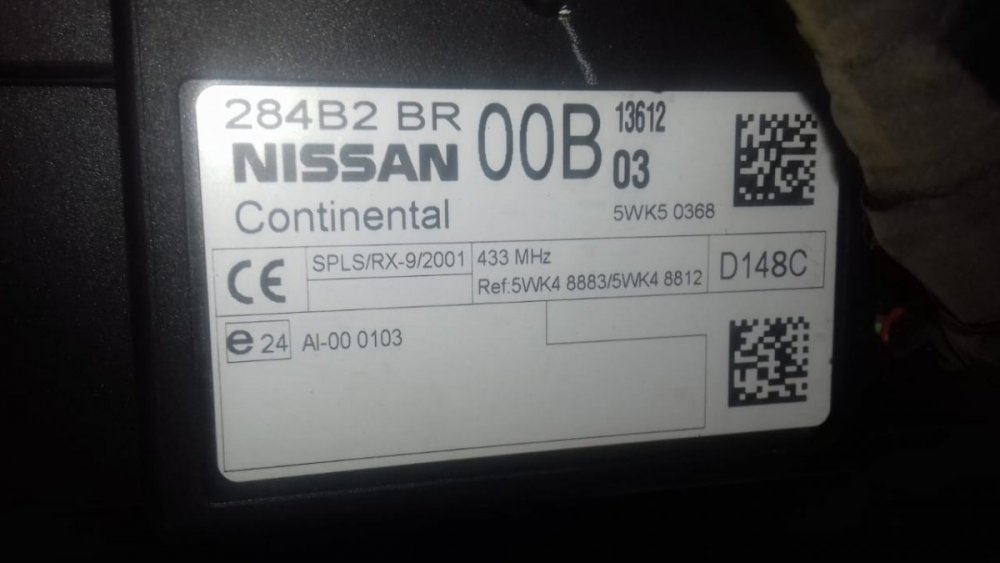 284B2 BR 00B 13612
NISSAN 03
Continental 5WK5 0368
CE SPLS/RX-9/2001 433 MHz D148C
Ref:5WK4 8883/5WK4 8812
e 24 AI-00 0103